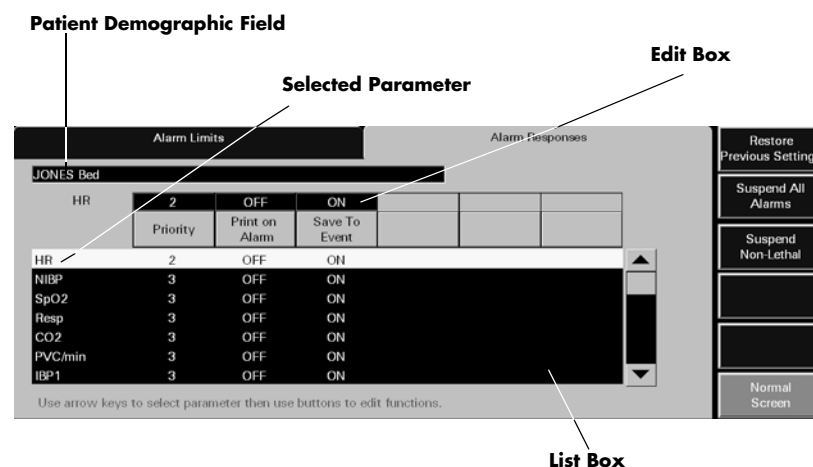 Patient Demographic Field
Edit Box
Selected Parameter
Alarm Limits
Alarm Responses
Restore
Previous Setting
JONES Bed
Suspend All
Alarms
HR 2 OFF ON
Priority Print on Alarm Save To Event
Suspend
Non-Lethal
HR 2 OFF ON
NIBP 3 OFF ON
SpO2 3 OFF ON
Resp 3 OFF ON
CO2 3 OFF ON
PVC/min 3 OFF ON
IBP1 3 OFF ON
Normal
Screen
Use arrow keys to select parameter then use buttons to edit functions.
List Box